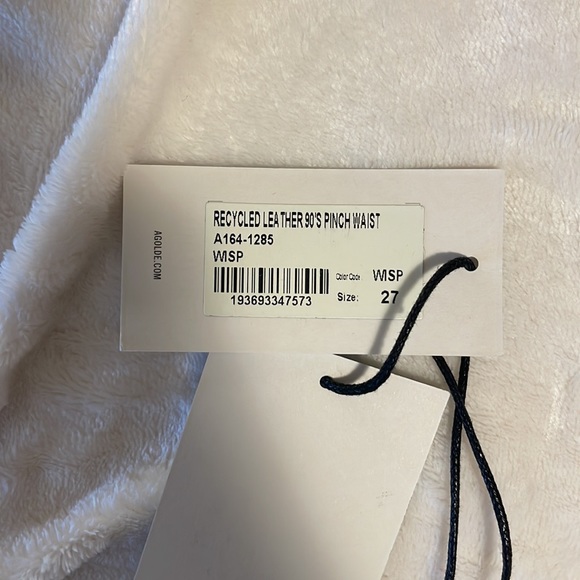 RECYCLED LEATHER 90'S PINCH WAIST
A164-1285
WISP
Color Code WISP
193693347573
Size: 27
AGOLDE.COM